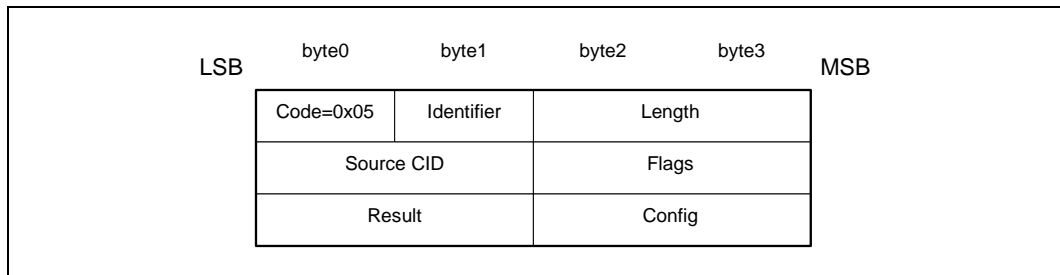 byte0 byte1 byte2 byte3
LSB MSB
Code=0x05 Identifier Length
Source CID Flags
Result Config